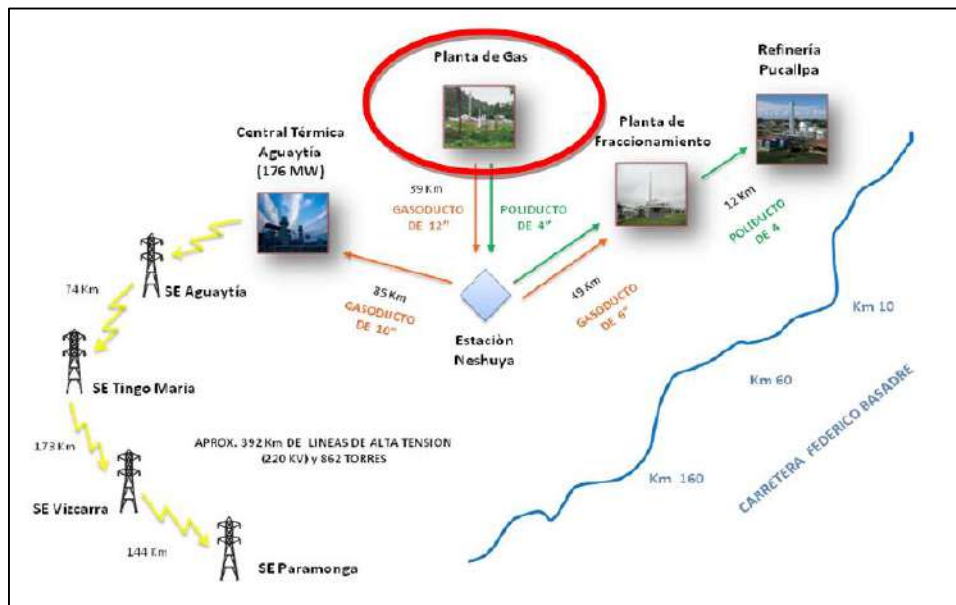 Planta de Gas
Refinería
Pucallpa
Central Térmica
Aguaytía
(176 MW)
Planta de
Fraccionamiento
39 Km
GASODUCTO
DE 12”
POLIDUCTO
DE 4”
12 Km
POLIDUCTO
DE 4
SE Aguaytía
74 Km
85 Km
GASODUCTO
DE 10”
49 Km
GASODUCTO
DE 6”
Estación
Neshuya
Km 10
SE Tingo María
Km 60
173 Km
APROX. 392 Km DE LINEAS DE ALTA TENSION
(220 KV) y 862 TORRES
Km 160
CARRETERA FEDERICO BASADRE
SE Vizcarra
144 Km
SE Paramonga